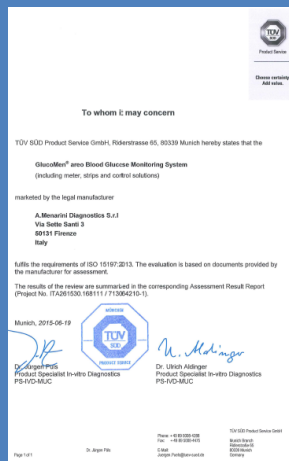 TÜV
SÜD
Product Service
Choose certainty.
Add value.
To whom it may concern
TÜV SÜD Product Service GmbH, Ridlerstrasse 65, 80339 Munich hereby states that the
GlucoMen® areo Blood Glucose Monitoring System
(including meter, strips and control solutions)
marketed by the legal manufacturer
A.Menarini Diagnostics S.r.l
Via Sette Santi 3
50131 Firenze
Italy
fulfils the requirements of ISO 15197:2013. The evaluation is based on documents provided by
the manufacturer for assessment.
The results of the review are summarized in the corresponding Assessment Result Report
(Project No. ITA261530.168111 / 713064210-1).
Munich, 2015-06-19
TÜV
SÜD
PRODUCT SERVICE
Dr. Jürgen Püls
Product Specialist In-vitro Diagnostics
PS-IVD-MUC
U. Aldinger
Dr. Ulrich Aldinger
Product Specialist In-vitro Diagnostics
PS-IVD-MUC
Page 1 of 1
Dr. Jürgen Püls
Phone:
Fax:
E-Mail:
TÜV SÜD Product Service GmbH
Munich Branch
Ridlerstrasse 65
80339 Munich
Germany